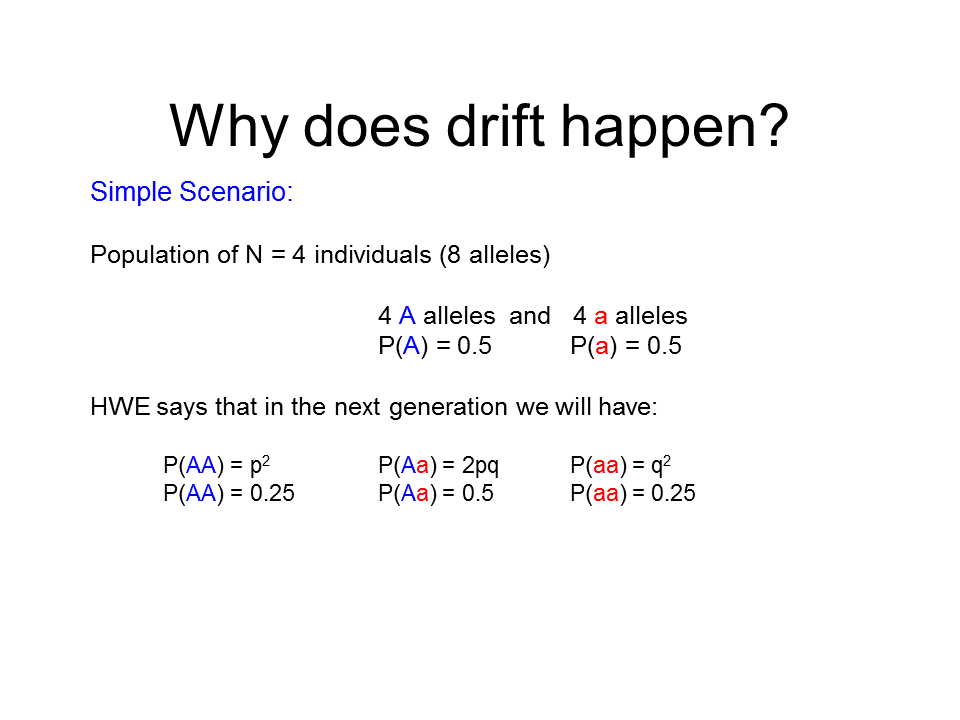 Why does drift happen?
Simple Scenario:
Population of N = 4 individuals (8 alleles)
4 A alleles and 4 a alleles
P(A) = 0.5 P(a) = 0.5
HWE says that in the next generation we will have:
P(AA) = p² P(Aa) = 2pq P(aa) = q²
P(AA) = 0.25 P(Aa) = 0.5 P(aa) = 0.25